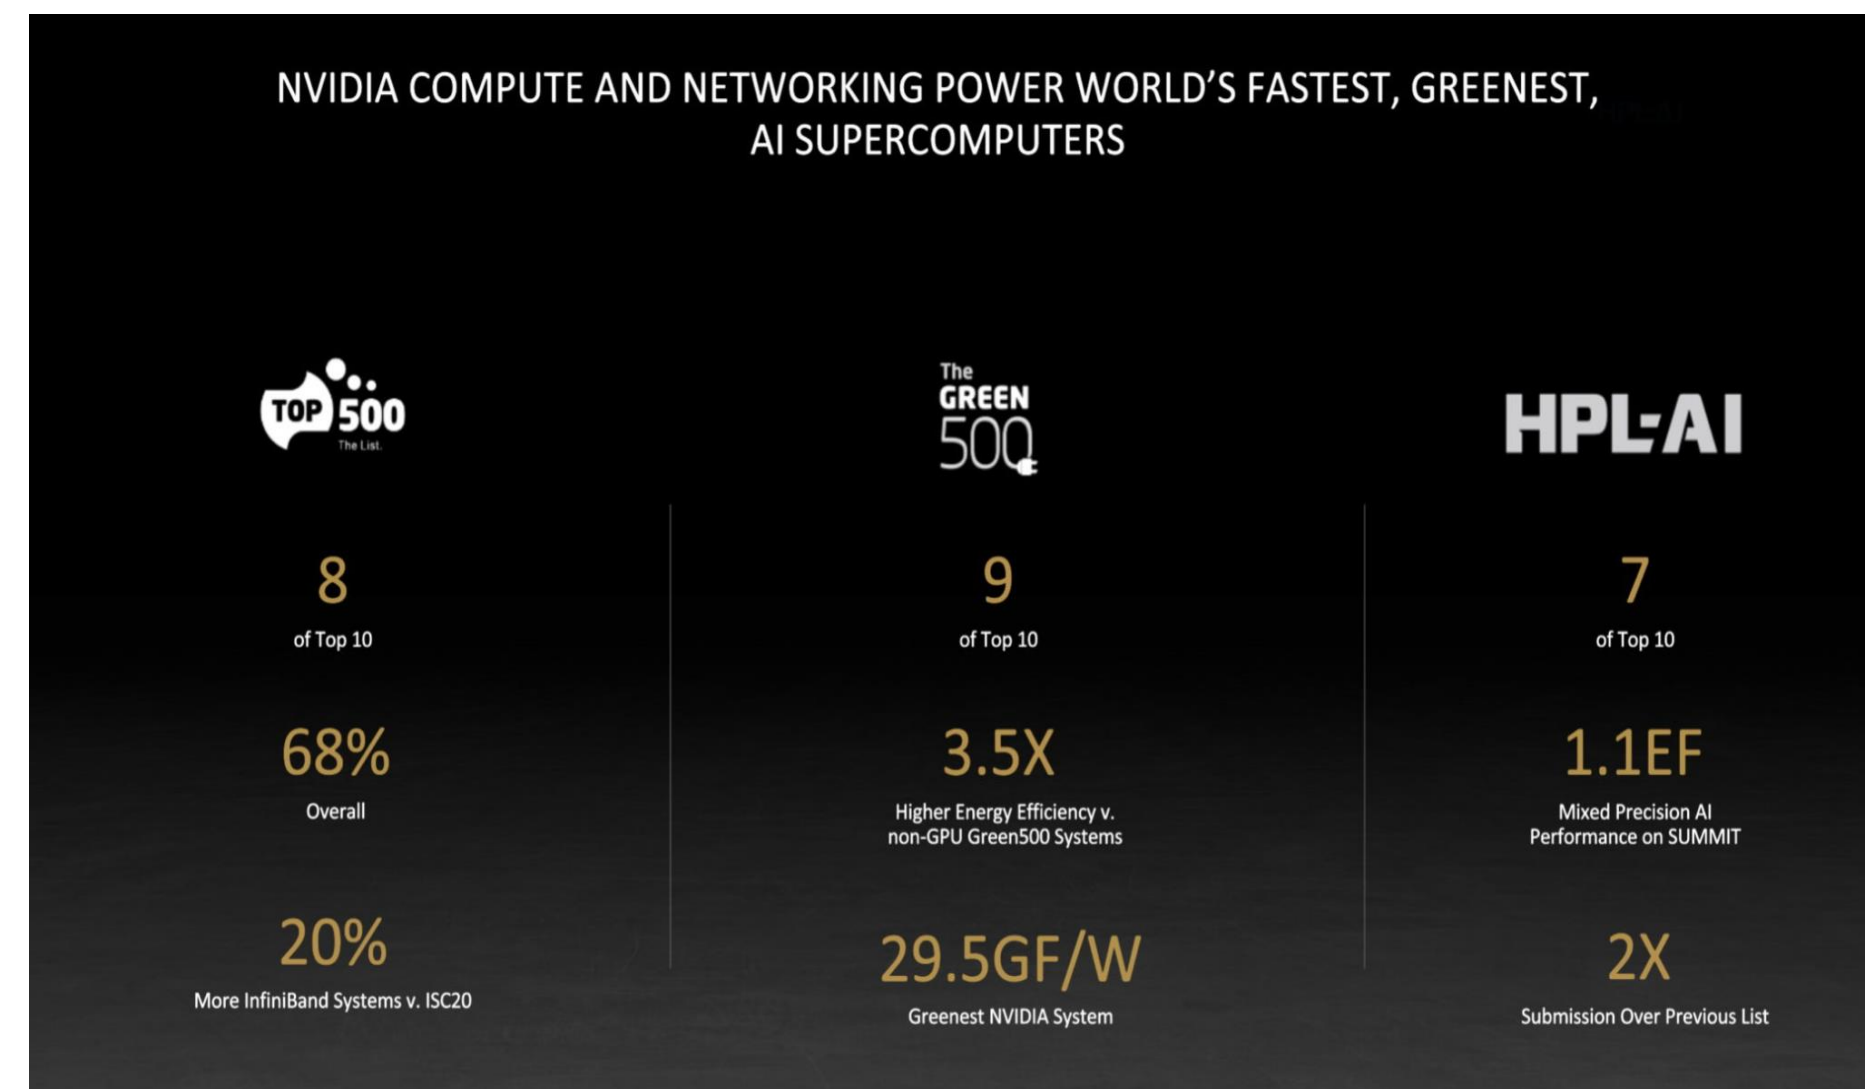 NVIDIA COMPUTE AND NETWORKING POWER WORLD'S FASTEST, GREENEST,
AI SUPERCOMPUTERS
TOP 500
The List.
8
of Top 10
68%
Overall
20%
More InfiniBand Systems v. ISC20
The
GREEN
500
9
of Top 10
3.5X
Higher Energy Efficiency v.
non-GPU Green500 Systems
29.5GF/W
Greenest NVIDIA System
HPL-AI
7
of Top 10
1.1EF
Mixed Precision AI
Performance on SUMMIT
2X
Submission Over Previous List